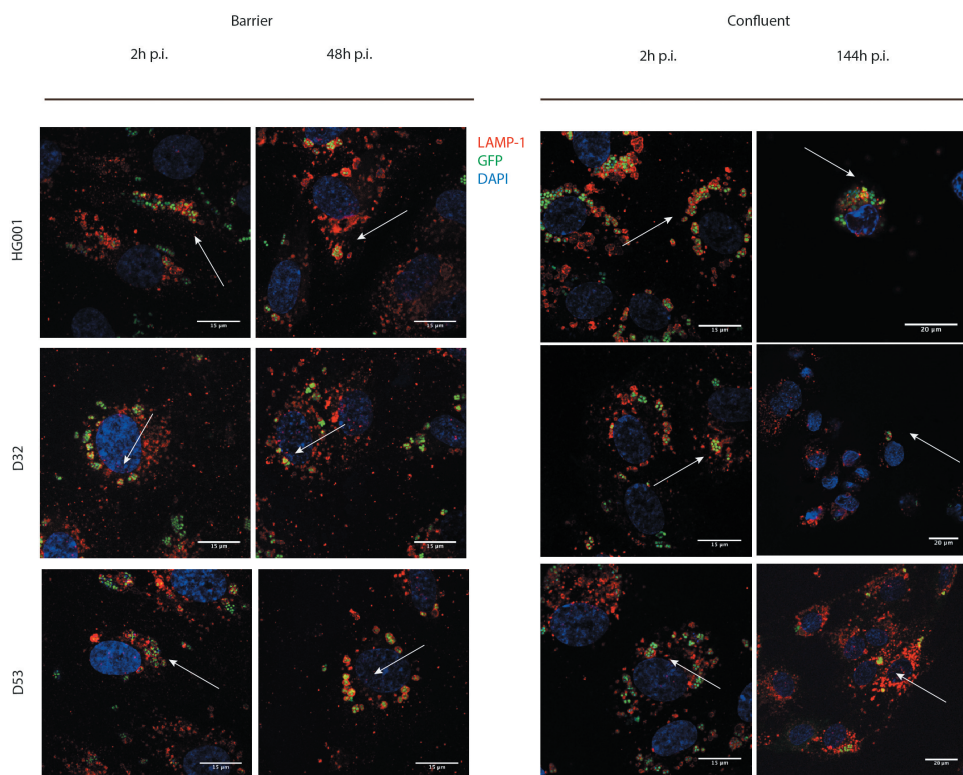 Barrier
Confluent
2h p.i.
48h p.i.
2h p.i.
144h p.i.
LAMP-1
GFP
DAPI
HG001
15 µm
15 µm
15 µm
20 µm
D32
15 µm
15 µm
15 µm
20 µm
D53
15 µm
15 µm
15 µm
20 µm